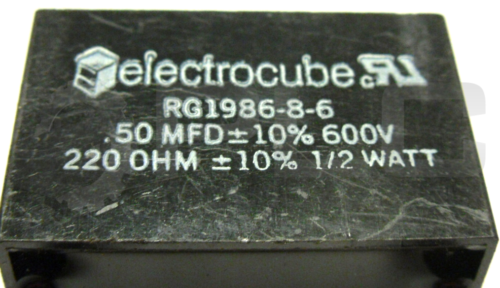 electrocube
RG1986-8-6
.50 MFD ±10% 600V
220 OHM ±10% 1/2 WATT